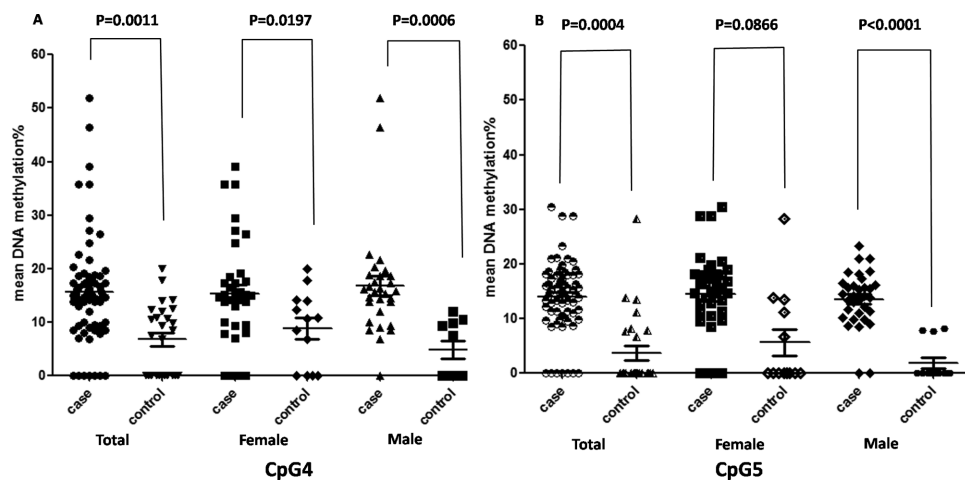 A
P=0.0011
P=0.0197
P=0.0006
mean DNA methylation%
60
50
40
30
20
10
0
case
control
case
control
case
control
Total
Female
Male
CpG4
B
P=0.0004
P=0.0866
P<0.0001
mean DNA methylation%
60
50
40
30
20
10
0
case
control
case
control
case
control
Total
Female
Male
CpG5